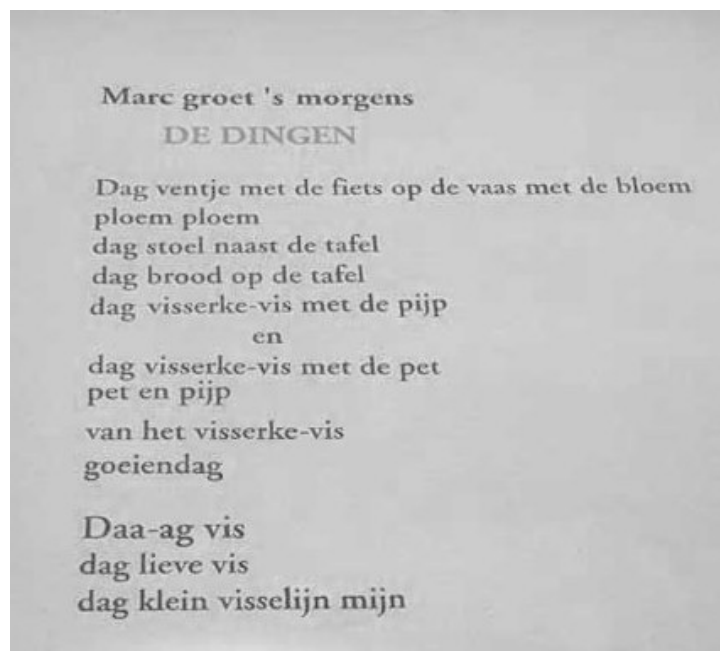 Marc groet 's morgens
DE DINGEN
Dag ventje met de fiets op de vaas met de bloem
ploem ploem
dag stoel naast de tafel
dag brood op de tafel
dag visserke-vis met de pijp
en
dag visserke-vis met de pet
pet en pijp
van het visserke-vis
goeiendag
Daa-ag vis
dag lieve vis
dag klein visselijn mijn